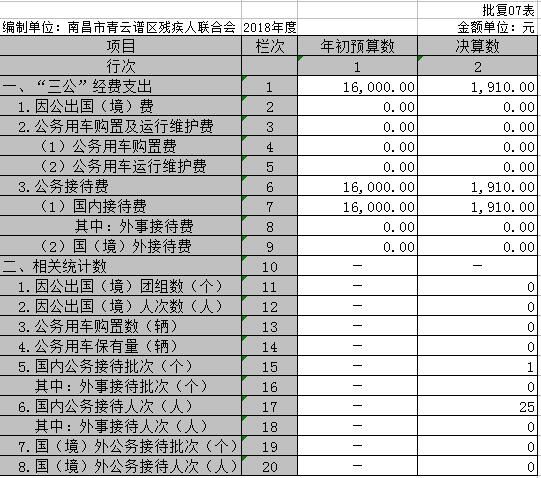 批复07表
编制单位：南昌市青云谱区残疾人联合会 2018年度 金额单位：元
项目 栏次 年初预算数 决算数
行次 1 2
一、“三公”经费支出 1 16,000.00 1,910.00
1.因公出国（境）费 2 0.00 0.00
2.公务用车购置及运行维护费 3 0.00 0.00
（1）公务用车购置费 4 0.00 0.00
（2）公务用车运行维护费 5 0.00 0.00
3.公务接待费 6 16,000.00 1,910.00
（1）国内接待费 7 16,000.00 1,910.00
其中：外事接待费 8 0.00 0.00
（2）国（境）外接待费 9 0.00 0.00
二、相关统计数 10 — —
1.因公出国（境）团组数（个） 11 — 0
2.因公出国（境）人次数（人） 12 — 0
3.公务用车购置数（辆） 13 — 0
4.公务用车保有量（辆） 14 — 0
5.国内公务接待批次（个） 15 — 1
其中：外事接待批次（个） 16 — 0
6.国内公务接待人次（人） 17 — 25
其中：外事接待人次（人） 18 — 0
7.国（境）外公务接待批次（个） 19 — 0
8.国（境）外公务接待人次（人） 20 — 0